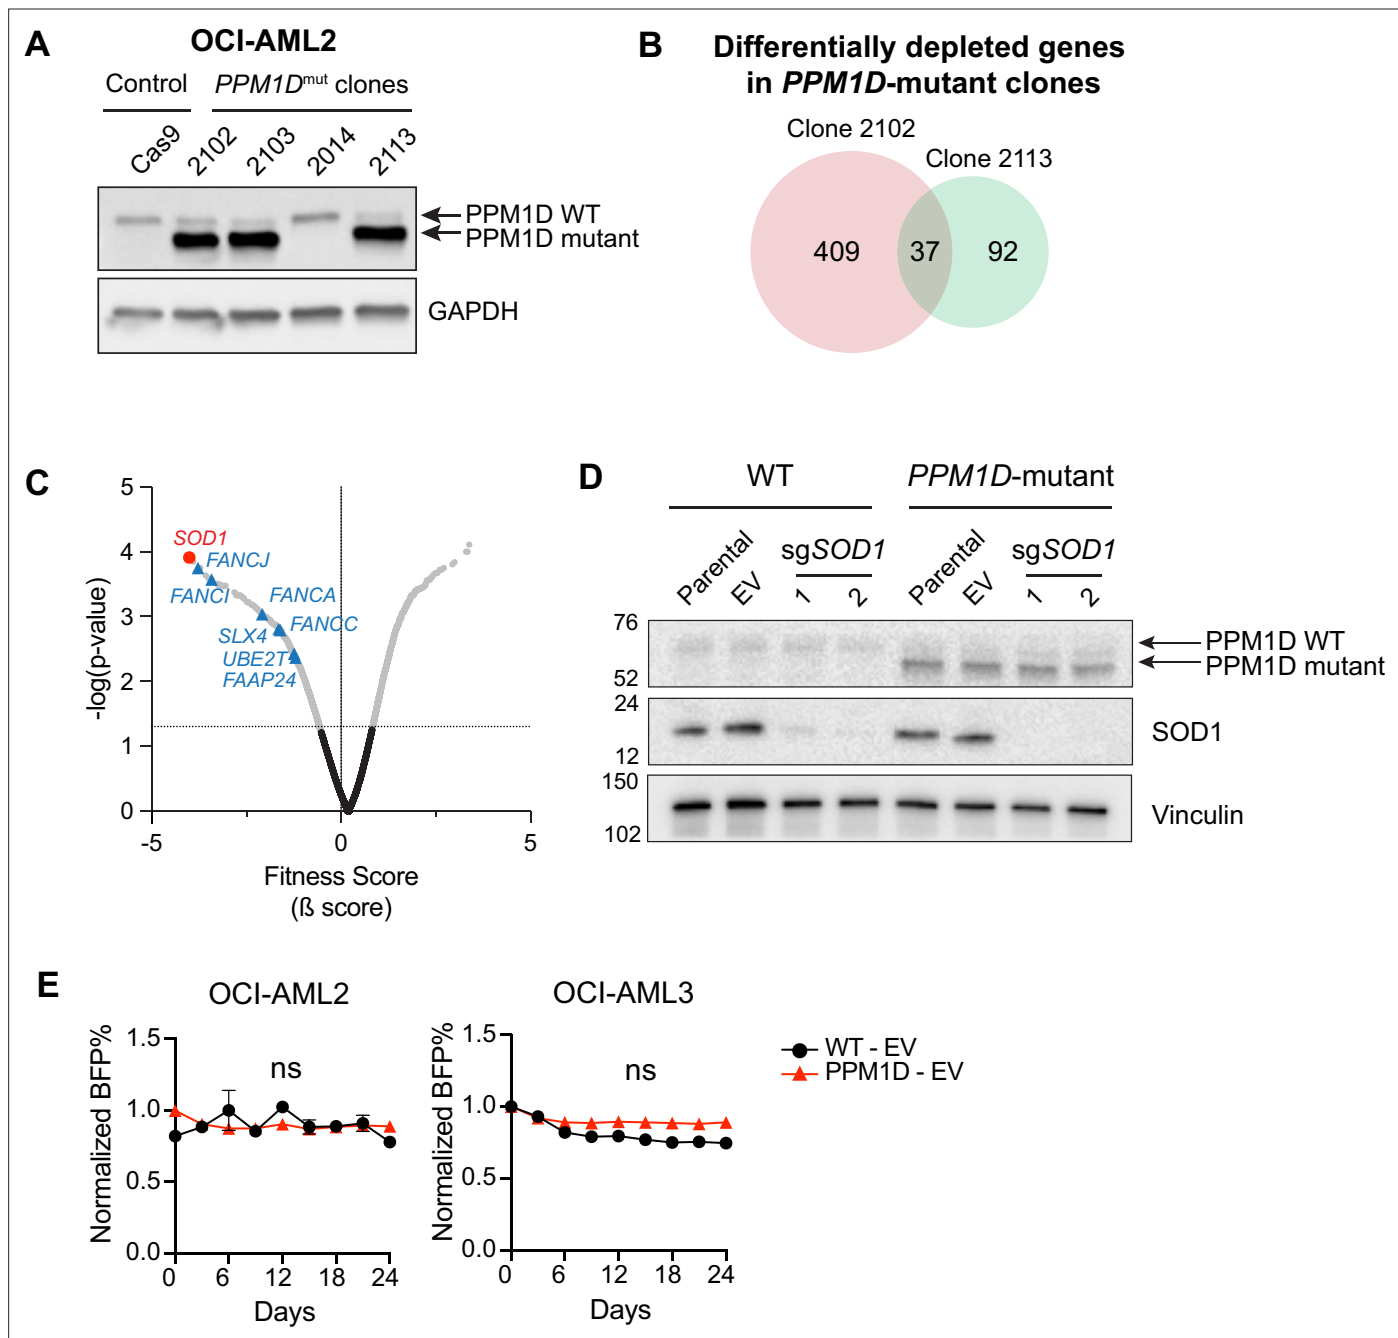 A
OCI-AML2
Control
PPM1Dmut clones
Cas9
2102
2103
2014
2113
PPM1D WT
PPM1D mutant
GAPDH
B
Differentially depleted genes
in PPM1D-mutant clones
Clone 2102
Clone 2113
409
37
92
C
5
4
3
2
1
0
-log(p-value)
SOD1
FANCJ
FANCI
FANCA
SLX4
FANCC
UBE2T
FAAP24
-5
0
5
Fitness Score
(ß score)
D
WT
PPM1D-mutant
Parental
EV
sgSOD1
1
2
Parental
EV
sgSOD1
1
2
76
52
PPM1D WT
PPM1D mutant
24
12
SOD1
150
102
Vinculin
E
OCI-AML2
Normalized BFP%
1.5
1.0
0.5
0.0
ns
0 6 12 18 24
Days
OCI-AML3
Normalized BFP%
1.5
1.0
0.5
0.0
ns
0 6 12 18 24
Days
WT - EV
PPM1D - EV